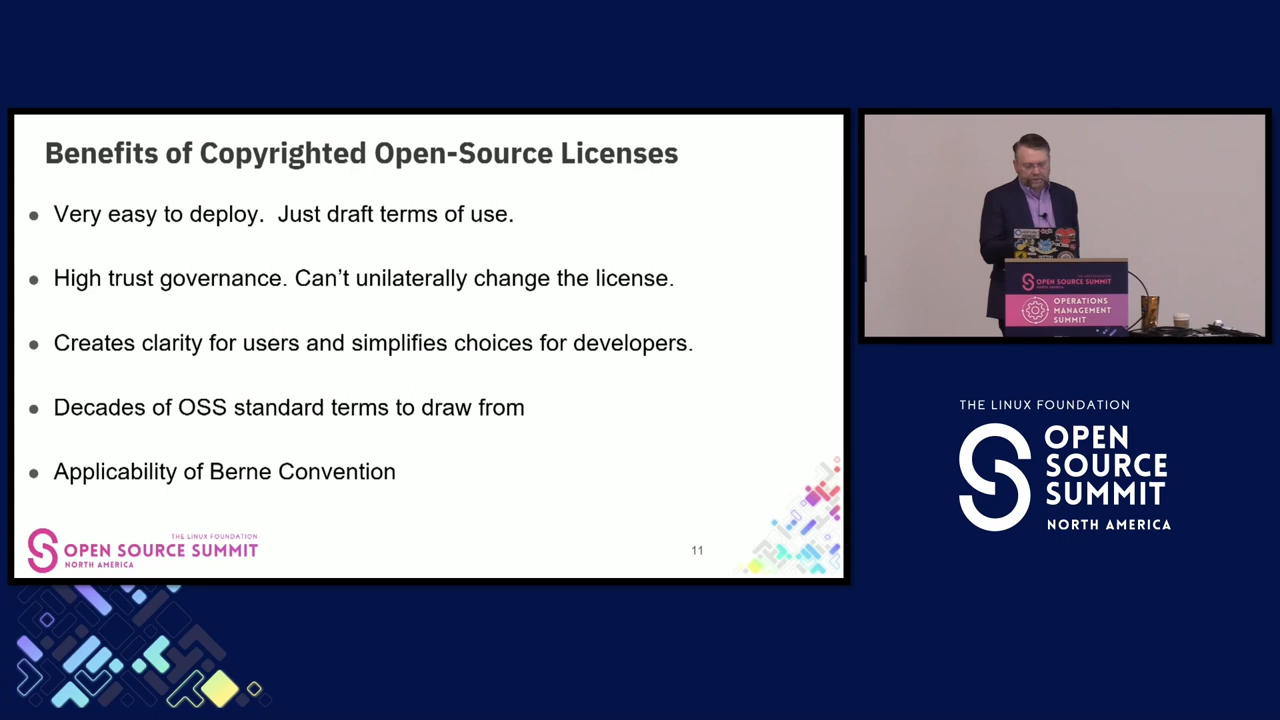 Benefits of Copyrighted Open-Source Licenses
Very easy to deploy.  Just draft terms of use.
High trust governance. Can’t unilaterally change the license.
Creates clarity for users and simplifies choices for developers.
Decades of OSS standard terms to draw from
Applicability of Berne Convention
THE LINUX FOUNDATION
OPEN SOURCE SUMMIT
NORTH AMERICA
11
OPEN SOURCE SUMMIT
NORTH AMERICA
OPERATIONS
MANAGEMENT
SUMMIT
THE LINUX FOUNDATION
OPEN
SOURCE
SUMMIT
NORTH AMERICA